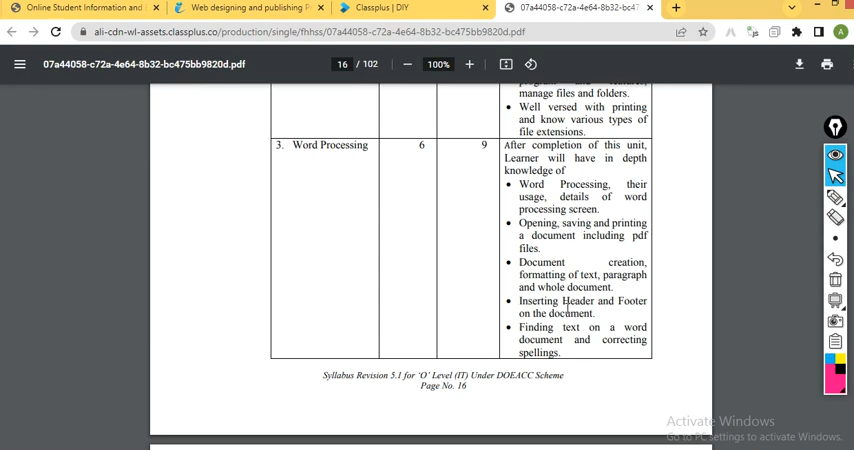 Online Student Information and
Web designing and publishing P
Classplus | DIY
07a44058-c72a-4e64-8b32-bc47
ali-cdn-wl-assets.classplus.co/production/single/fhhss/07a44058-c72a-4e64-8b32-bc475bb9820d.pdf
A
07a44058-c72a-4e64-8b32-bc475bb9820d.pdf
16 / 102
100%
manage files and folders.
• Well versed with printing
and know various types of
file extensions.
3. Word Processing 6 9 After completion of this unit,
Learner will have in depth
knowledge of
• Word Processing, their
usage, details of word
processing screen.
• Opening, saving and printing
a document including pdf
files.
• Document creation,
formatting of text, paragraph
and whole document.
• Inserting Header and Footer
on the document.
• Finding text on a word
document and correcting
spellings.
Syllabus Revision 5.1 for ‘O’ Level (IT) Under DOEACC Scheme
Page No. 16
Activate Windows
Go to PC settings to activate Windows.